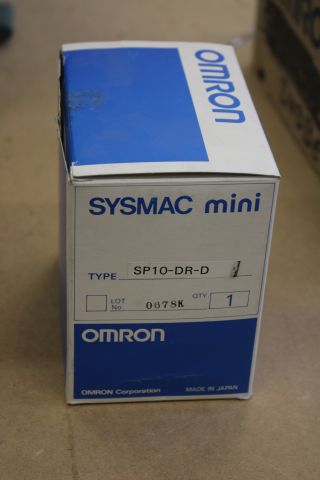 OMRON
SYSMAC mini
TYPE SP10-DR-D
LOT No. 0678K QTY 1
OMRON
OMRON Corporation MADE IN JAPAN